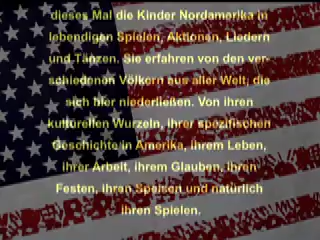 dieses Mal die Kinder Nordamerika in
lebendigen Spielen, Aktionen, Liedern
und Tänzen. Sie erfahren von den ver-
schiedenen Völkern aus aller Welt, die
sich hier niederließen. Von ihren
kulturellen Wurzeln, ihrer spezifischen
Geschichte in Amerika, ihrem Leben,
ihrer Arbeit, ihrem Glauben, ihren
Festen, ihren Speisen und natürlich
ihren Spielen.